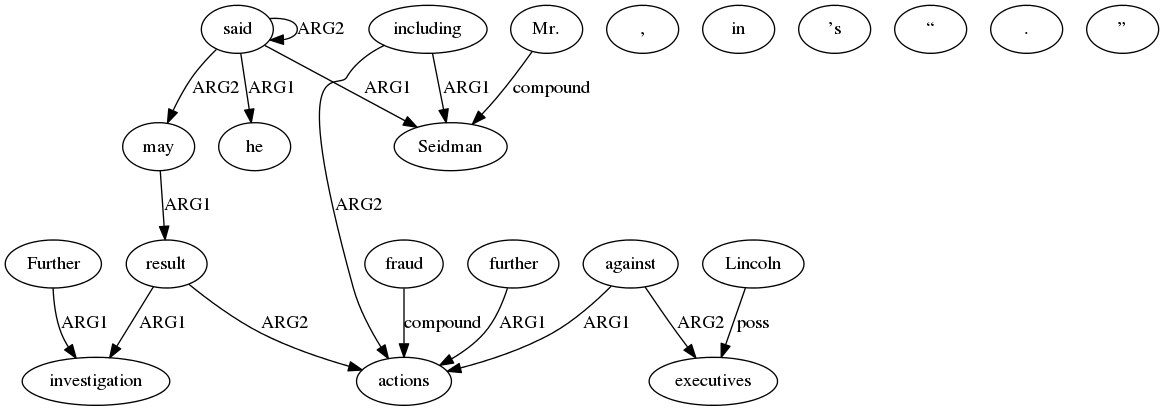 said ARG2 including Mr. , in ’s “ . ”
ARG2 ARG1 ARG1 ARG1 compound
may he Seidman
ARG1 ARG2
Further result fraud further against Lincoln
ARG1 ARG1 ARG2 compound ARG1 ARG1 ARG2 poss
investigation actions executives